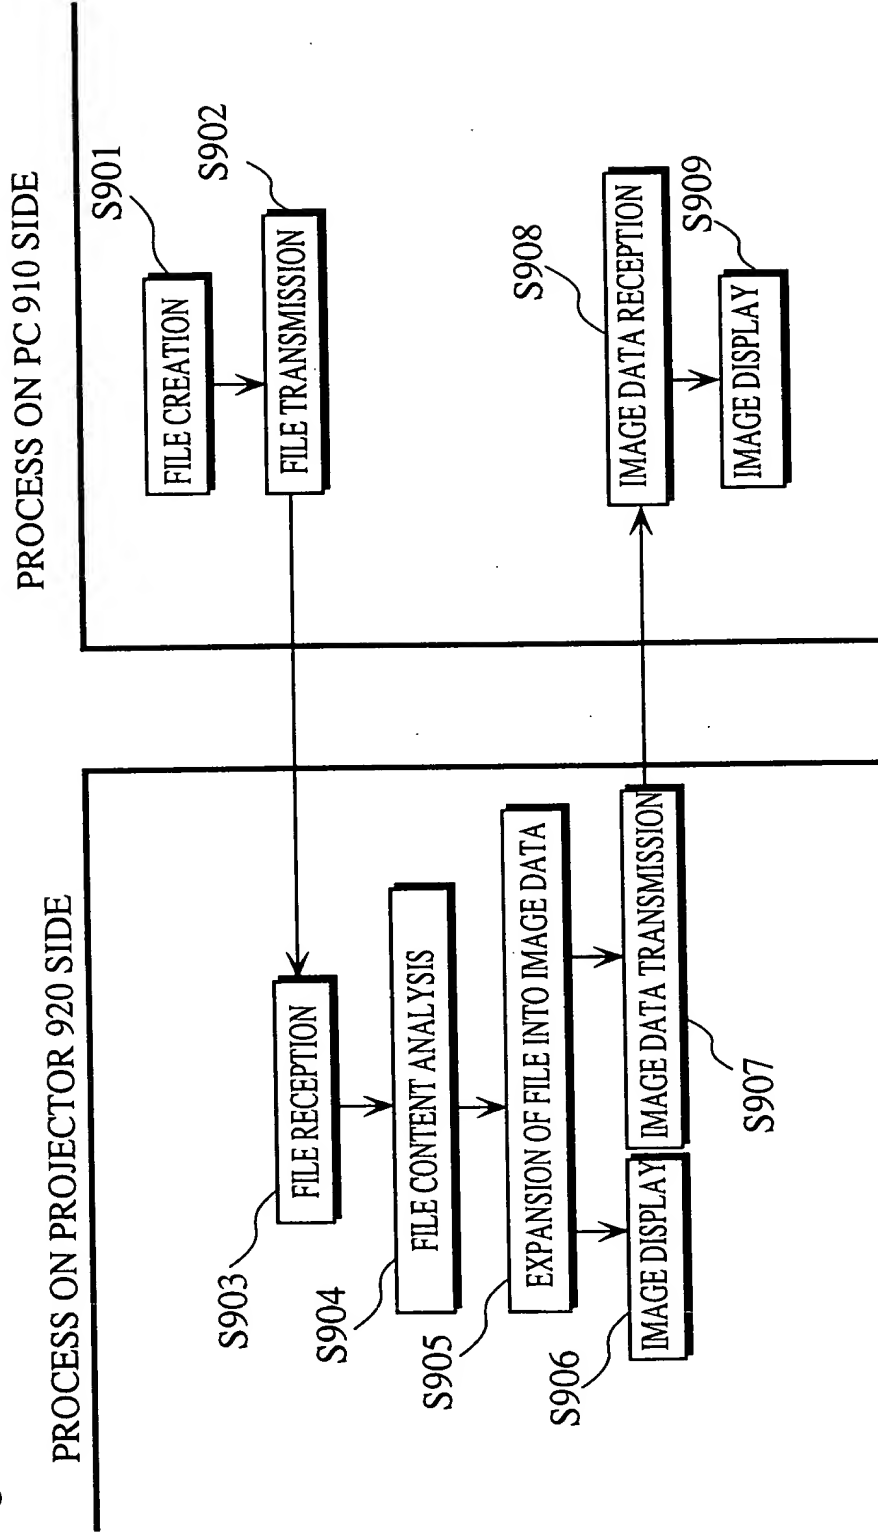 PROCESS ON PROJECTOR 920 SIDE
S903
FILE RECEPTION
S904
FILE CONTENT ANALYSIS
S905
EXPANSION OF FILE INTO IMAGE DATA
S906
IMAGE DISPLAY
IMAGE DATA TRANSMISSION
S907
PROCESS ON PC 910 SIDE
S901
FILE CREATION
S902
FILE TRANSMISSION
S908
IMAGE DATA RECEPTION
S909
IMAGE DISPLAY